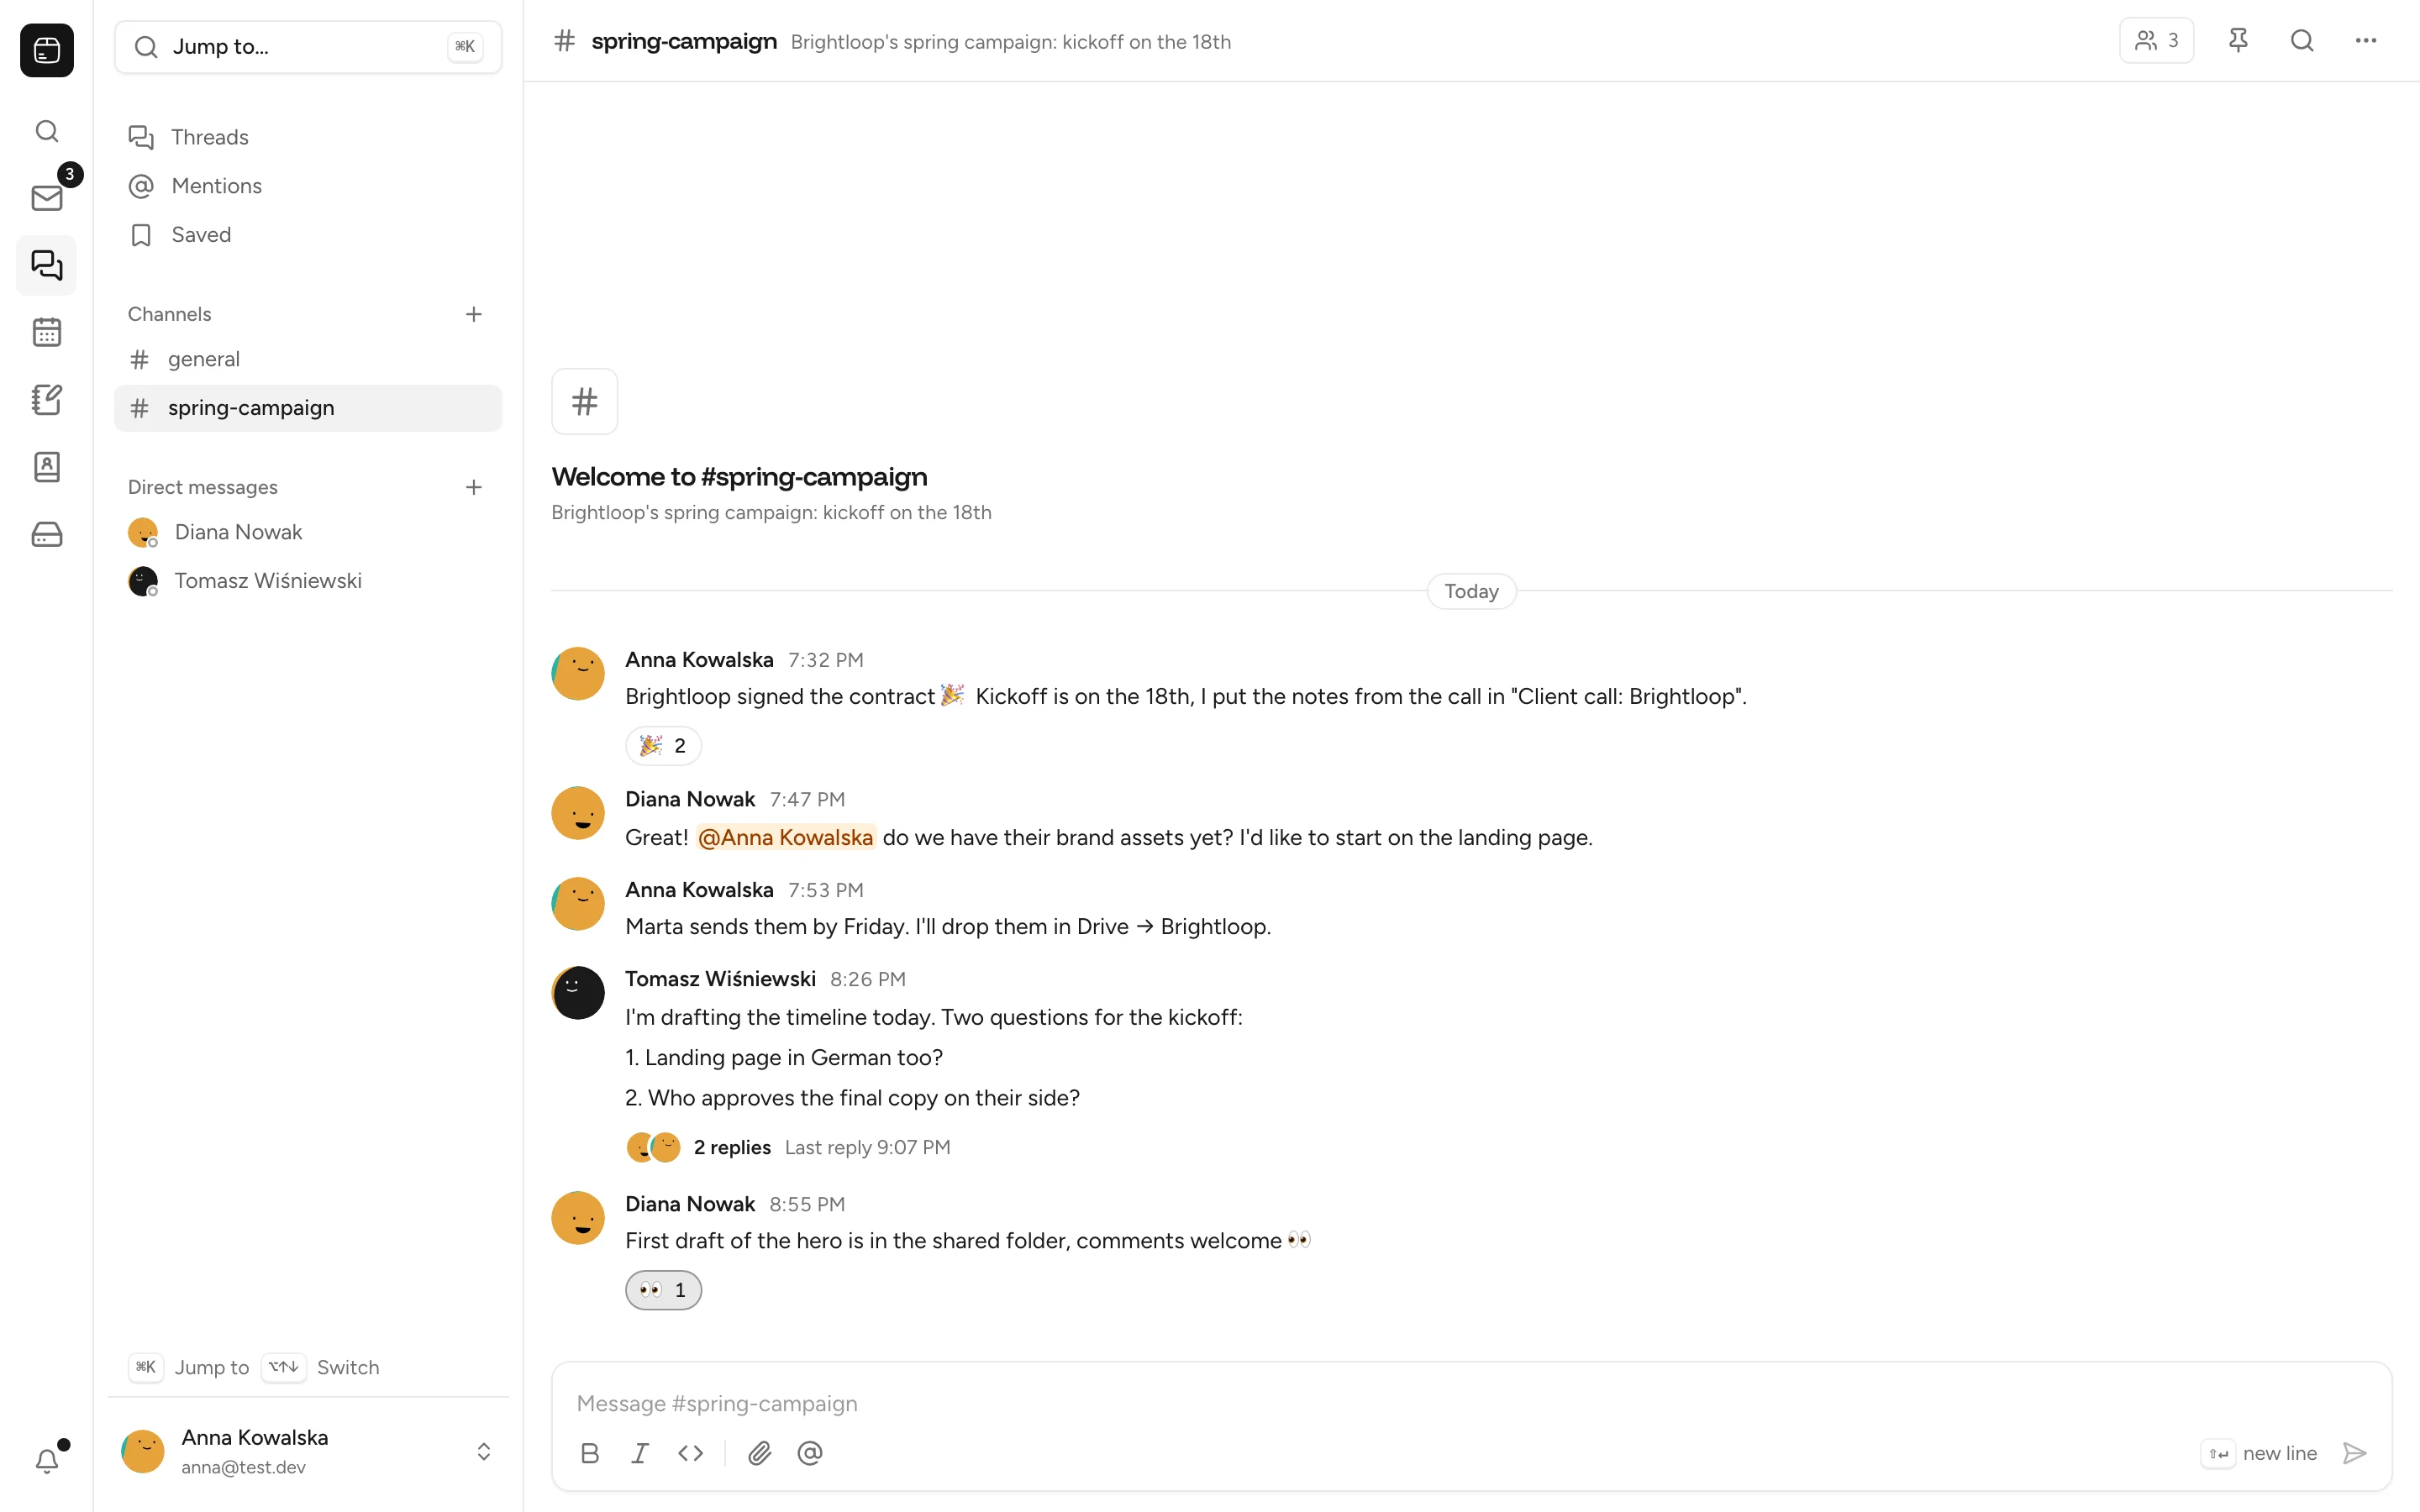 Jump to... ⌘K
3
Threads
Mentions
Saved
Channels
# general
# spring-campaign
Direct messages
Diana Nowak
Tomasz Wiśniewski
⌘K Jump to ⌥↑↓ Switch
Anna Kowalska
anna@test.dev
# spring-campaign Brightloop's spring campaign: kickoff on the 18th
3
#
Welcome to #spring-campaign
Brightloop's spring campaign: kickoff on the 18th
Today
Anna Kowalska 7:32 PM
Brightloop signed the contract 🎉 Kickoff is on the 18th, I put the notes from the call in "Client call: Brightloop".
🎉 2
Diana Nowak 7:47 PM
Great! @Anna Kowalska do we have their brand assets yet? I'd like to start on the landing page.
Anna Kowalska 7:53 PM
Marta sends them by Friday. I'll drop them in Drive → Brightloop.
Tomasz Wiśniewski 8:26 PM
I'm drafting the timeline today. Two questions for the kickoff:
1. Landing page in German too?
2. Who approves the final copy on their side?
2 replies Last reply 9:07 PM
Diana Nowak 8:55 PM
First draft of the hero is in the shared folder, comments welcome 👀
👀 1
Message #spring-campaign
⇧↵ new line